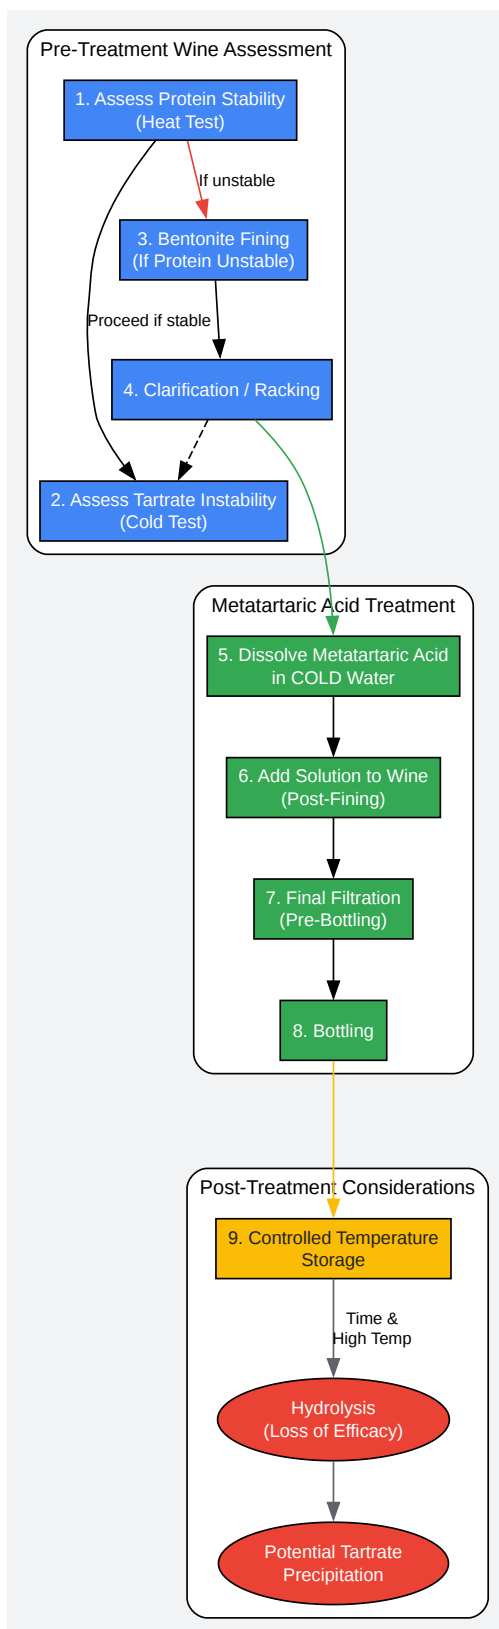 Pre-Treatment Wine Assessment
1. Assess Protein Stability
(Heat Test)
If unstable
3. Bentonite Fining
(If Protein Unstable)
Proceed if stable
4. Clarification / Racking
2. Assess Tartrate Instability
(Cold Test)
Metatartaric Acid Treatment
5. Dissolve Metatartaric Acid
in COLD Water
6. Add Solution to Wine
(Post-Fining)
7. Final Filtration
(Pre-Bottling)
8. Bottling
Post-Treatment Considerations
9. Controlled Temperature
Storage
Time &
High Temp
Hydrolysis
(Loss of Efficacy)
Potential Tartrate
Precipitation